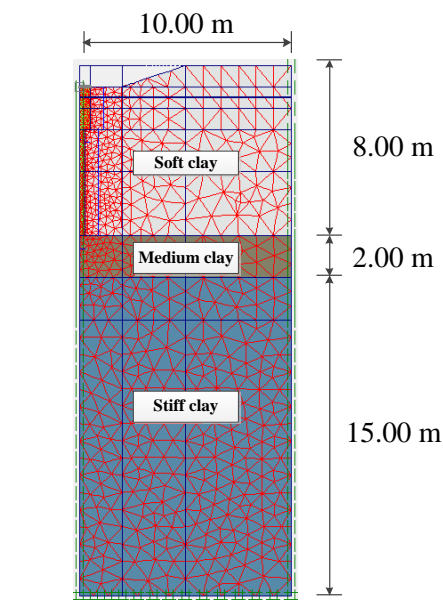 10.00 m
Soft clay
8.00 m
Medium clay
2.00 m
Stiff clay
15.00 m